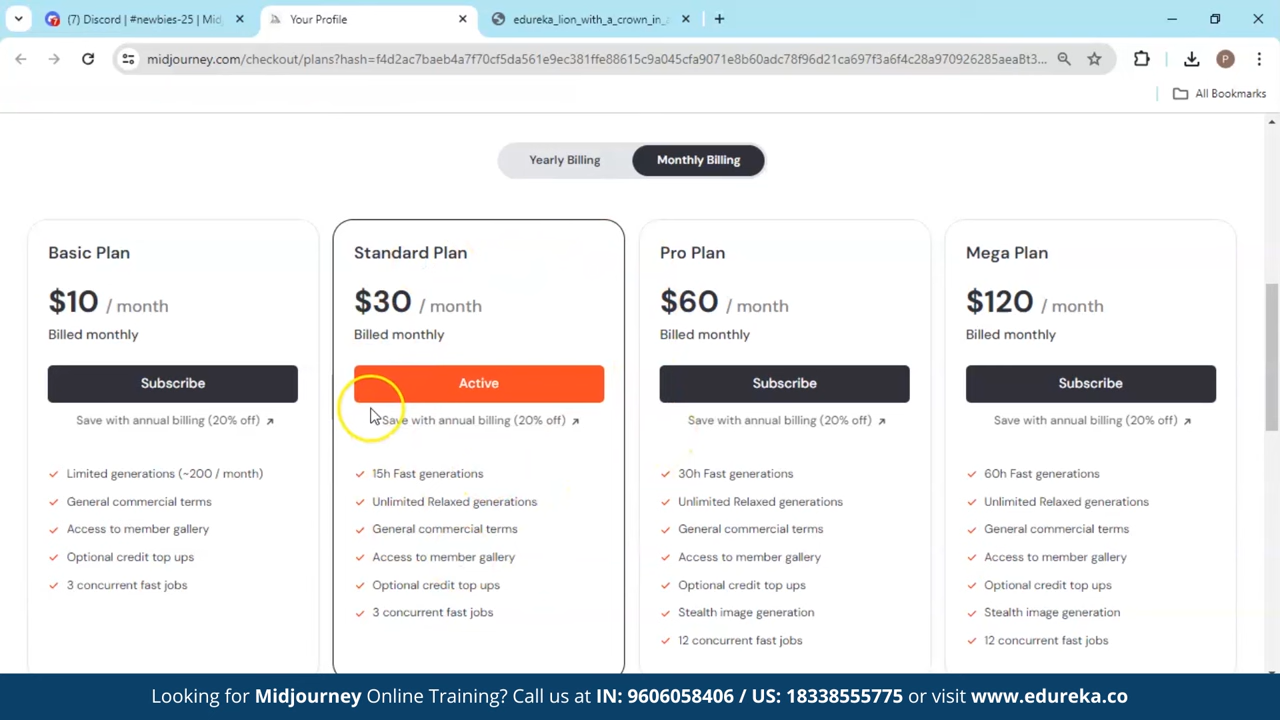 (7) Discord | #newbies-25 | Mid
Your Profile
edureka_lion_with_a_crown_in_
midjourney.com/checkout/plans?hash=f4d2ac7baeb4a7f70cf5da561e9ec381ffe88615c9a045cfa9071e8b60adc78f96d21ca697f3a6f4c28a970926285aea8t3...
P
All Bookmarks
Yearly Billing
Monthly Billing
Basic Plan
$10 / month
Billed monthly
Subscribe
Save with annual billing (20% off)
Limited generations (~200 / month)
General commercial terms
Access to member gallery
Optional credit top ups
3 concurrent fast jobs
Standard Plan
$30 / month
Billed monthly
Active
Save with annual billing (20% off)
15h Fast generations
Unlimited Relaxed generations
General commercial terms
Access to member gallery
Optional credit top ups
3 concurrent fast jobs
Pro Plan
$60 / month
Billed monthly
Subscribe
Save with annual billing (20% off)
30h Fast generations
Unlimited Relaxed generations
General commercial terms
Access to member gallery
Optional credit top ups
Stealth image generation
12 concurrent fast jobs
Mega Plan
$120 / month
Billed monthly
Subscribe
Save with annual billing (20% off)
60h Fast generations
Unlimited Relaxed generations
General commercial terms
Access to member gallery
Optional credit top ups
Stealth image generation
12 concurrent fast jobs
Looking for Midjourney Online Training? Call us at IN: 9606058406 / US: 18338555775 or visit www.edureka.co